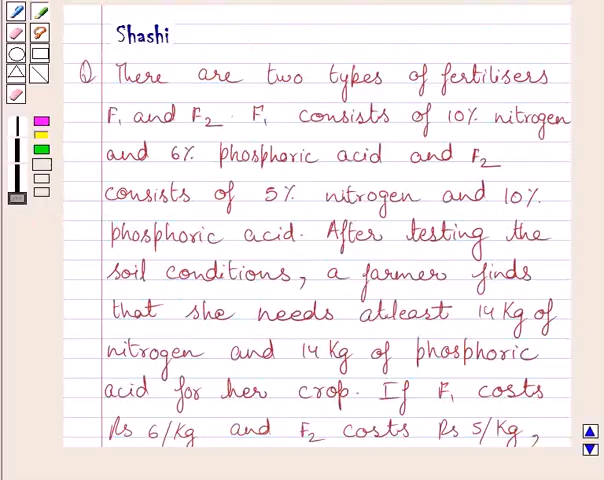 Shashi
Q There are two types of fertilisers
F1 and F2. F1 consists of 10% nitrogen
and 6% phosphoric acid and F2
consists of 5% nitrogen and 10%
phosphoric acid. After testing the
soil conditions, a farmer finds
that she needs atleast 14 Kg of
nitrogen and 14 Kg of phosphoric
acid for her crop. If F1 costs
Rs 6/Kg and F2 costs Rs 5/Kg,